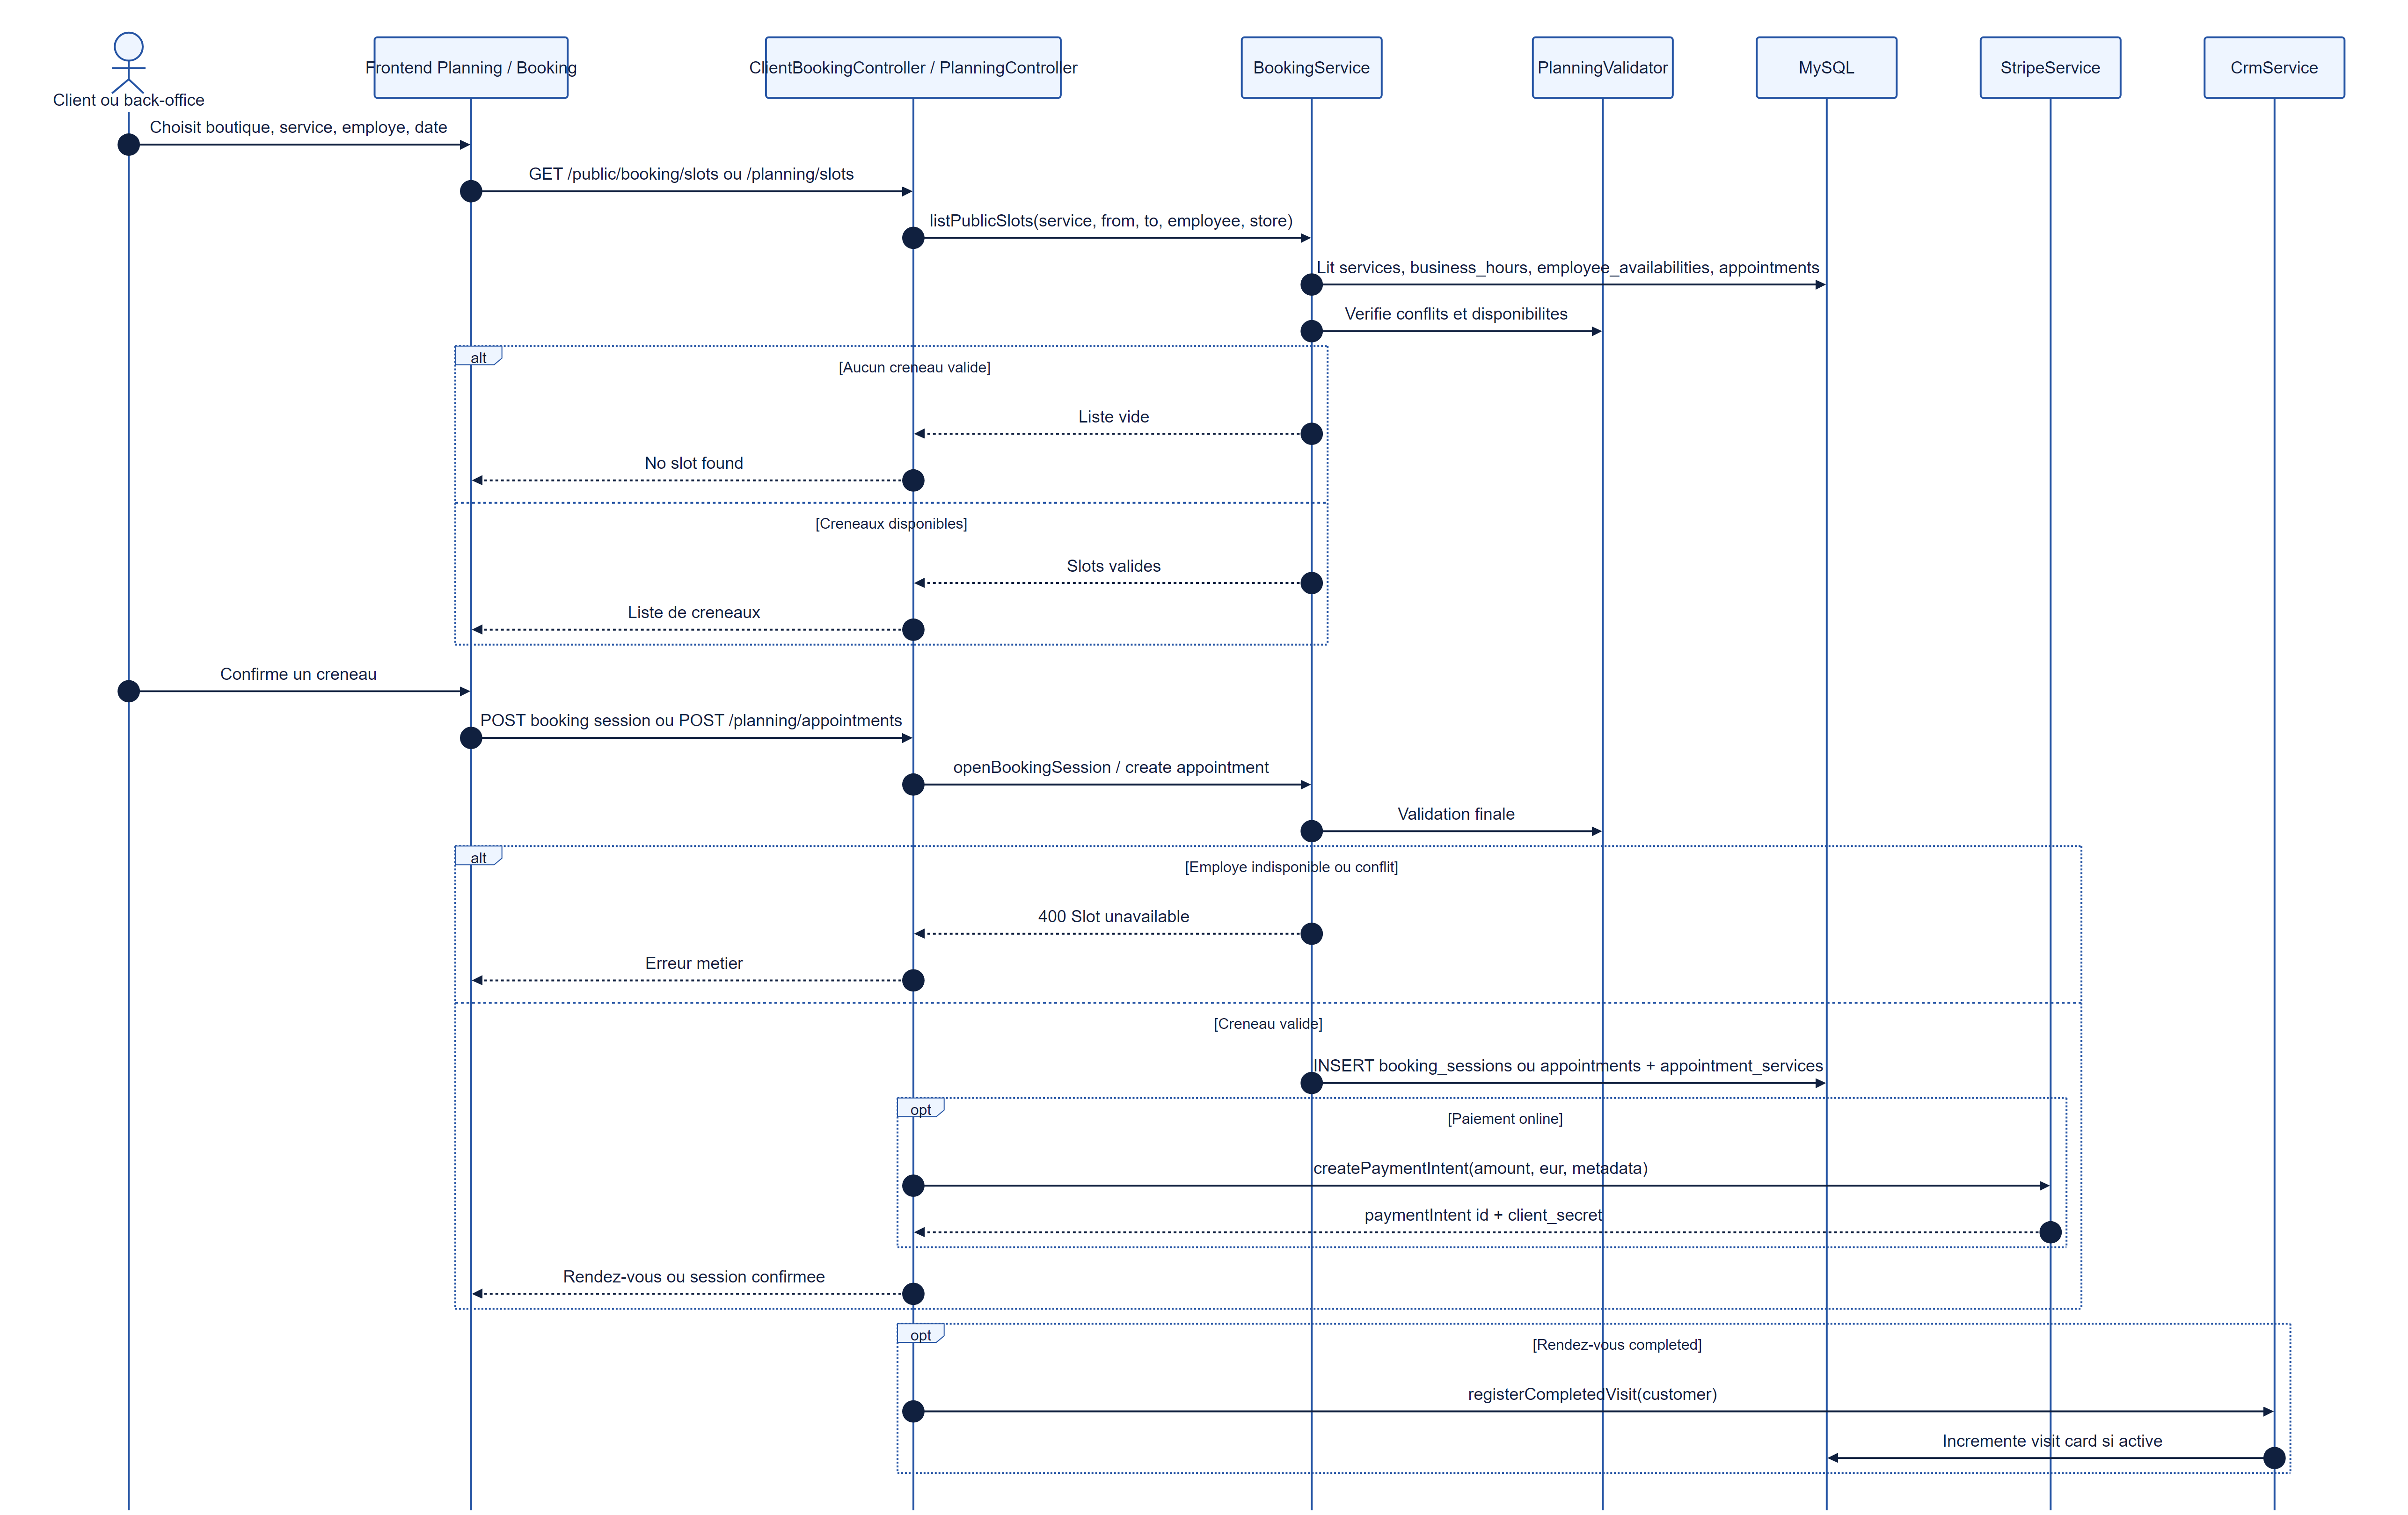 Frontend Planning / Booking
ClientBookingController / PlanningController
BookingService
PlanningValidator
MySQL
StripeService
CrmService
Client ou back-office
Choisit boutique, service, employe, date
GET /public/booking/slots ou /planning/slots
listPublicSlots(service, from, to, employee, store)
Lit services, business_hours, employee_availabilities, appointments
Verifie conflits et disponibilites
alt
[Aucun creneau valide]
Liste vide
No slot found
[Creneaux disponibles]
Slots valides
Liste de creneaux
Confirme un creneau
POST booking session ou POST /planning/appointments
openBookingSession / create appointment
Validation finale
alt
[Employe indisponible ou conflit]
400 Slot unavailable
Erreur metier
[Creneau valide]
INSERT booking_sessions ou appointments + appointment_services
opt
[Paiement online]
createPaymentIntent(amount, eur, metadata)
paymentIntent id + client_secret
Rendez-vous ou session confirmee
opt
[Rendez-vous completed]
registerCompletedVisit(customer)
Incremente visit card si active